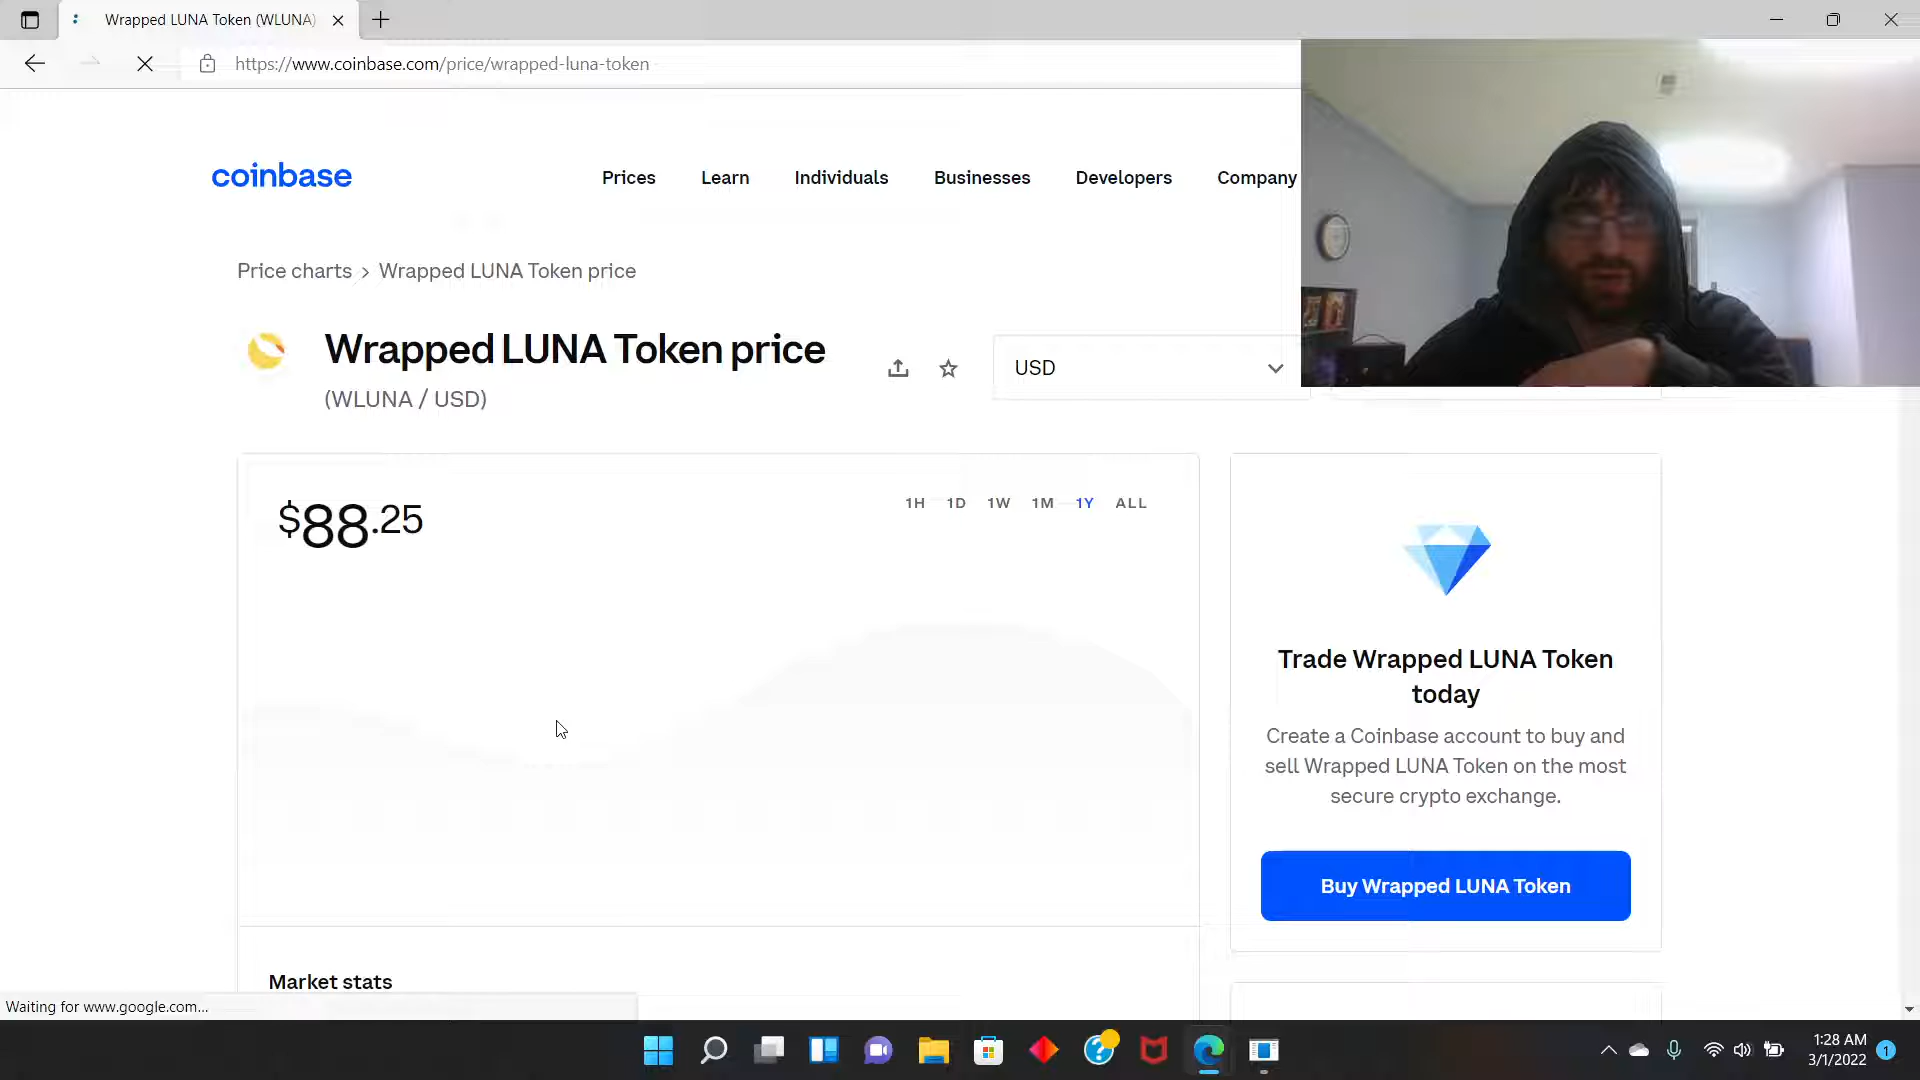 Wrapped LUNA Token (WLUNA)
https://www.coinbase.com/price/wrapped-luna-token
coinbase
Prices
Learn
Individuals
Businesses
Developers
Company
Price charts > Wrapped LUNA Token price
Wrapped LUNA Token price
(WLUNA / USD)
USD
$88.25
1H
1D
1W
1M
1Y
ALL
Trade Wrapped LUNA Token
today
Create a Coinbase account to buy and
sell Wrapped LUNA Token on the most
secure crypto exchange.
Buy Wrapped LUNA Token
Market stats
Waiting for www.google.com...
1:28 AM
3/1/2022
1